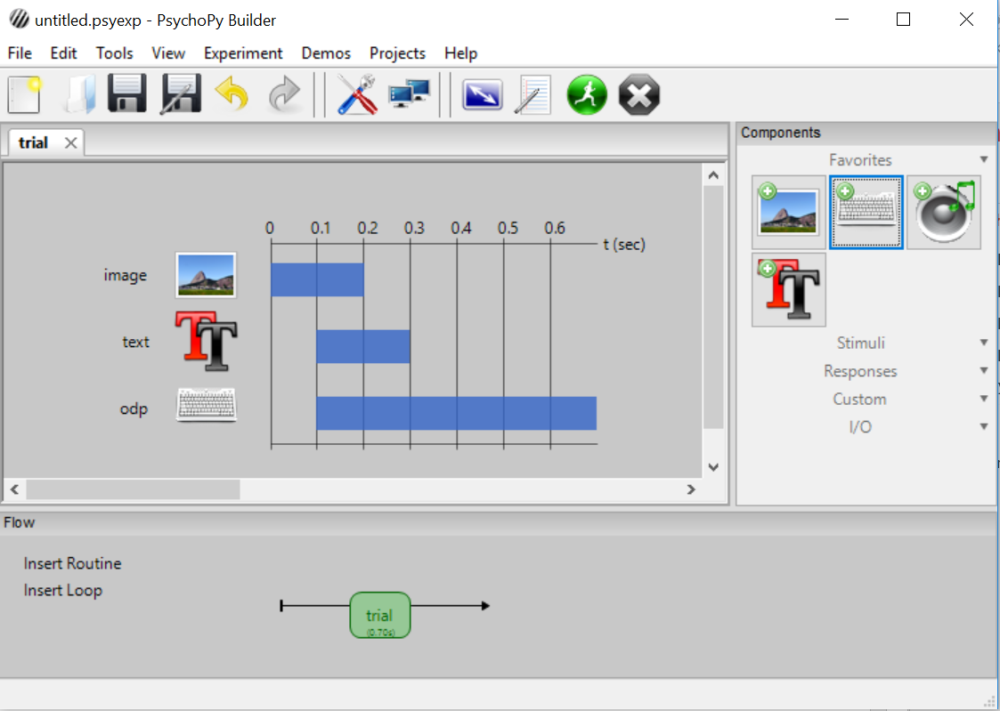 untitled.psyexp - PsychoPy Builder
File Edit Tools View Experiment Demos Projects Help
trial
Components
Favorites
0 0.1 0.2 0.3 0.4 0.5 0.6
t (sec)
image
text
odp
Stimuli
Responses
Custom
I/O
Flow
Insert Routine
Insert Loop
trial
(0.70s)